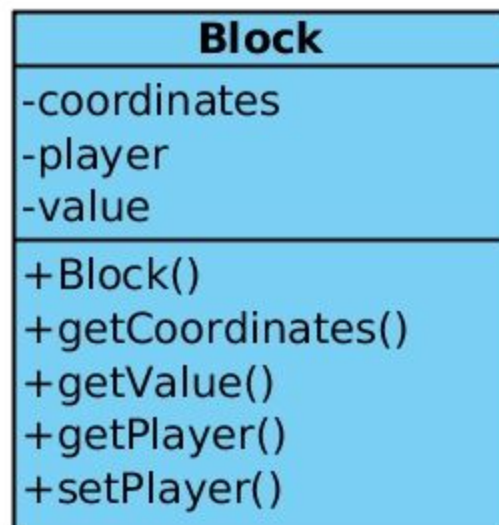 Block
-coordinates
-player
-value
+Block()
+getCoordinates()
+getValue()
+getPlayer()
+setPlayer()